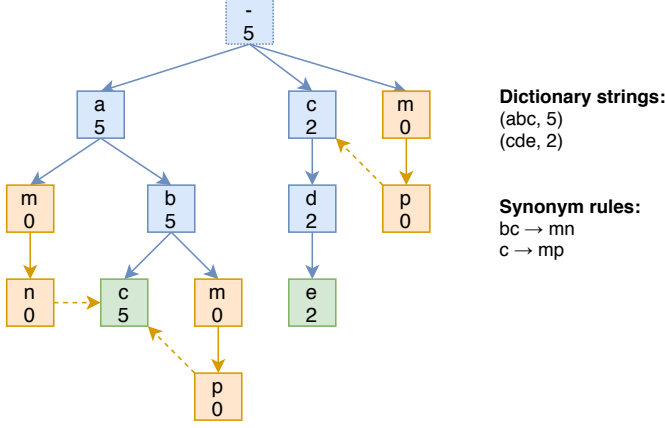 -
5
a
5
c
2
m
0
Dictionary strings:
(abc, 5)
(cde, 2)
m
0
b
5
d
2
p
0
Synonym rules:
bc → mn
c → mp
n
0
c
5
m
0
e
2
p
0